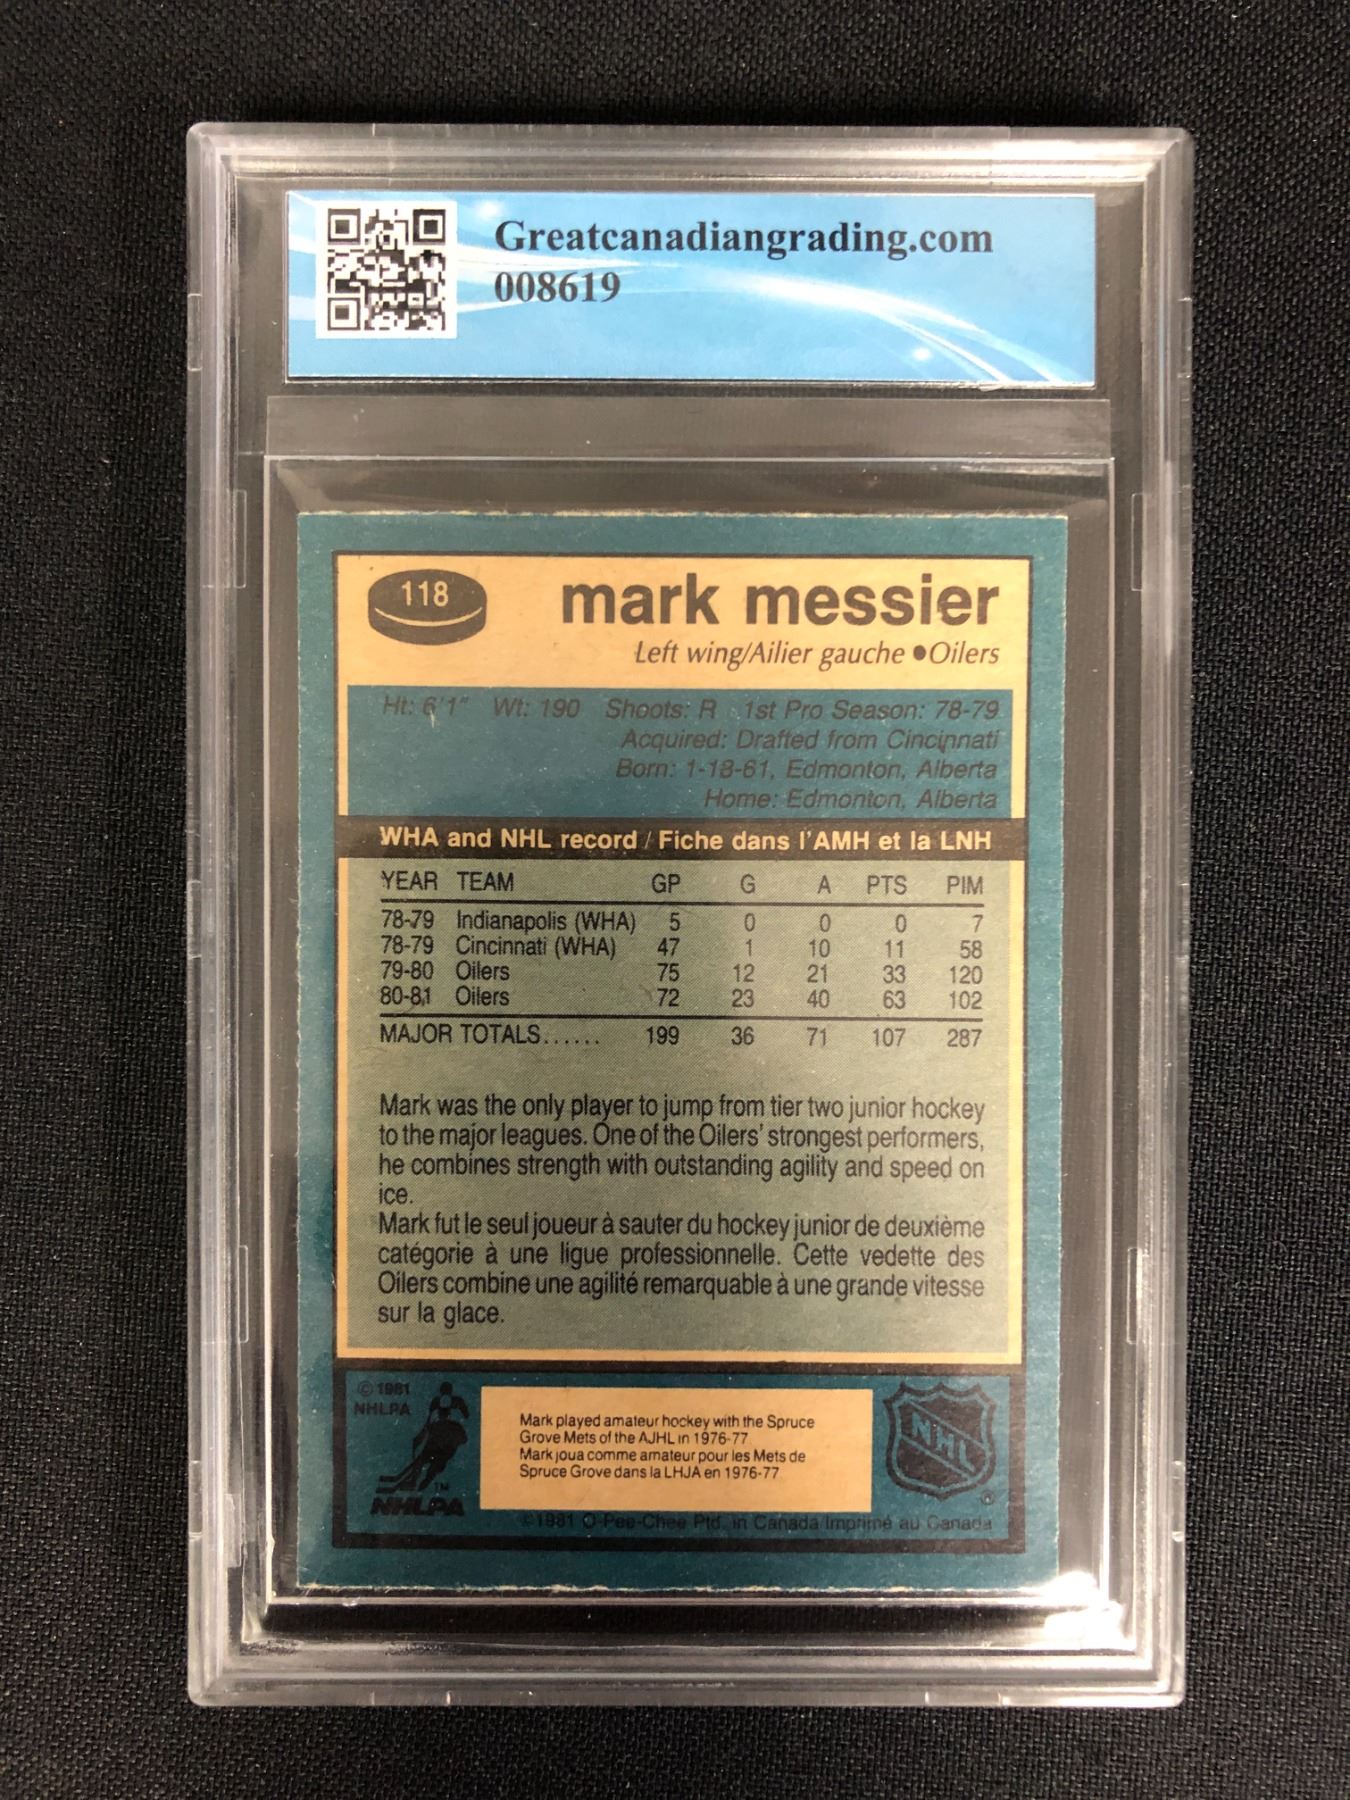 Greatcanadiangrading.com
008619
118
mark messier
Left wing/Ailier gauche ●Oilers
Ht: 6'1" Wt: 190 Shoots: R 1st Pro Season: 78-79
Acquired: Drafted from Cincinnati
Born: 1-18-61, Edmonton, Alberta
Home: Edmonton, Alberta
WHA and NHL record / Fiche dans l'AMH et la LNH
YEAR TEAM GP G A PTS PIM
78-79 Indianapolis (WHA) 5 0 0 0 7
78-79 Cincinnati (WHA) 47 1 10 11 58
79-80 Oilers 75 12 21 33 120
80-81 Oilers 72 23 40 63 102
MAJOR TOTALS...... 199 36 71 107 287
Mark was the only player to jump from tier two junior hockey
to the major leagues. One of the Oilers' strongest performers,
he combines strength with outstanding agility and speed on
ice.
Mark fut le seul joueur à sauter du hockey junior de deuxième
catégorie à une ligue professionnelle. Cette vedette des
Oilers combine une agilité remarquable à une grande vitesse
sur la glace.
© 1981
NHLPA
TM
NHLPA
Mark played amateur hockey with the Spruce
Grove Mets of the AJHL in 1976-77
Mark joua comme amateur pour les Mets de
Spruce Grove dans la LHJA en 1976-77
NHL
®
©1981 O-Pee-Chee Ptd. in Canada Imprimé au Canada